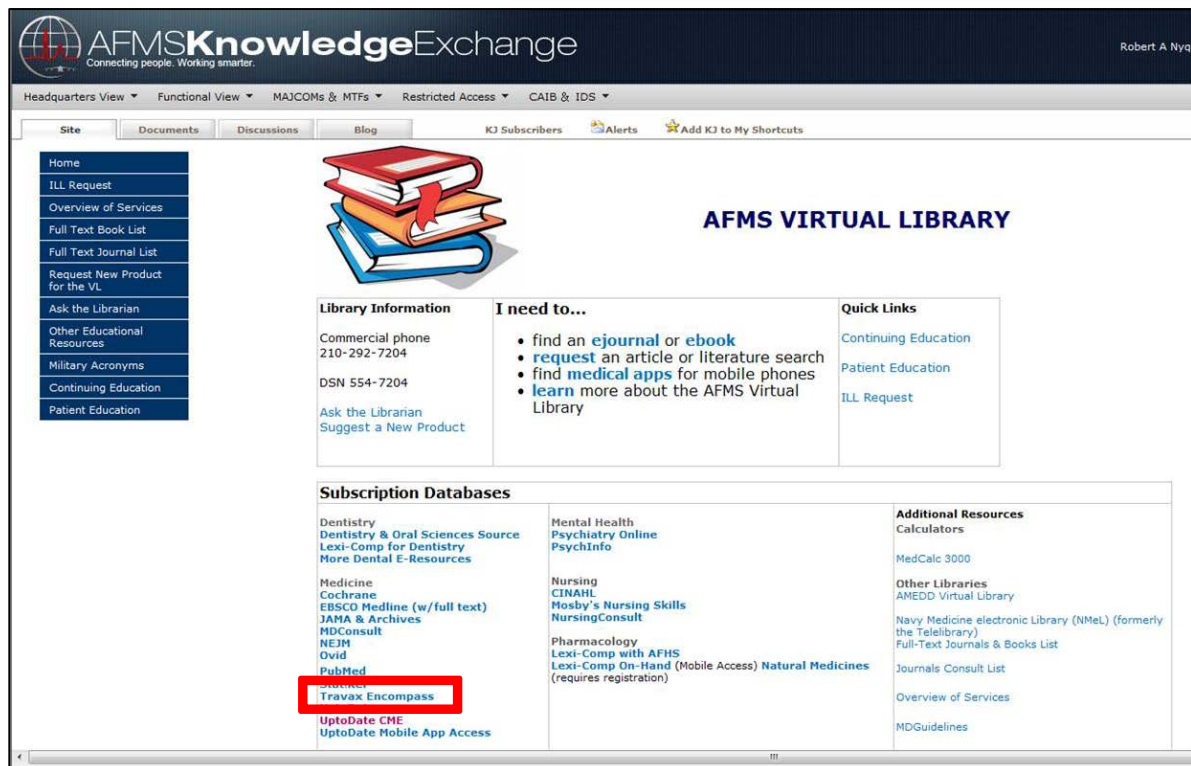 AFMSKnowledgeExchange
Connecting people. Working smarter.
Robert A Nyq
Headquarters View Functional View MAJCOMs & MTFs Restricted Access CAIB & IDS
Site Documents Discussions Blog KJ Subscribers Alerts Add KJ to My Shortcuts
Home
ILL Request
Overview of Services
Full Text Book List
Full Text Journal List
Request New Product
for the VL
Ask the Librarian
Other Educational
Resources
Military Acronyms
Continuing Education
Patient Education
AFMS VIRTUAL LIBRARY
Library Information
Commercial phone
210-292-7204
DSN 554-7204
Ask the Librarian
Suggest a New Product
I need to...
• find an ejournal or ebook
• request an article or literature search
• find medical apps for mobile phones
• learn more about the AFMS Virtual
Library
Quick Links
Continuing Education
Patient Education
ILL Request
Subscription Databases
Dentistry
Dentistry & Oral Sciences Source
Lexi-Comp for Dentistry
More Dental E-Resources
Medicine
Cochrane
EBSCO Medline (w/full text)
JAMA & Archives
MDConsult
NEJM
Ovid
PubMed
Travax Encompass
UptoDate CME
UptoDate Mobile App Access
Mental Health
Psychiatry Online
PsychInfo
Nursing
CINAHL
Mosby's Nursing Skills
NursingConsult
Pharmacology
Lexi-Comp with AFHS
Lexi-Comp On-Hand (Mobile Access) Natural Medicines
(requires registration)
Additional Resources
Calculators
MedCalc 3000
Other Libraries
AMEDD Virtual Library
Navy Medicine electronic Library (NMeL) (formerly
the Telelibrary)
Full-Text Journals & Books List
Journals Consult List
Overview of Services
MDGuidelines